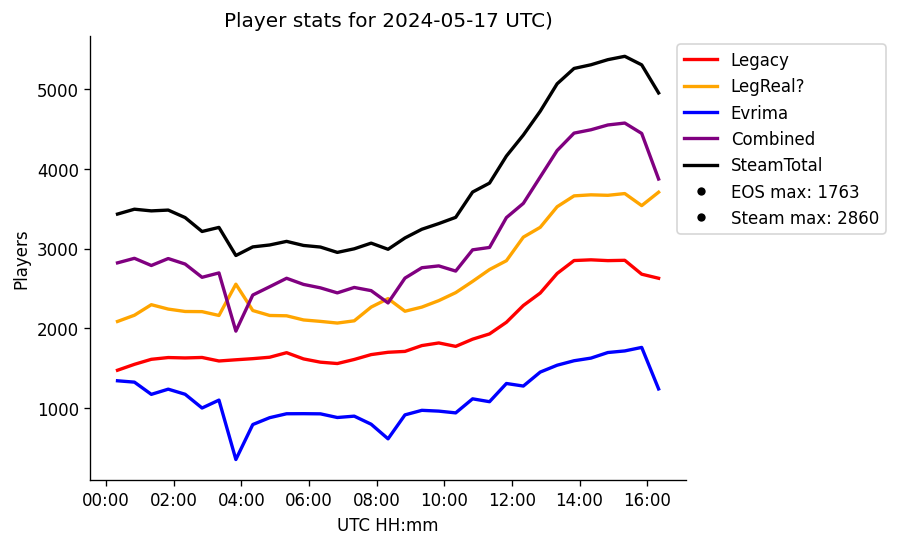 Player stats for 2024-05-17 UTC)
Players
5000
4000
3000
2000
1000
00:00 02:00 04:00 06:00 08:00 10:00 12:00 14:00 16:00
UTC HH:mm
Legacy
LegReal?
Evrima
Combined
SteamTotal
EOS max: 1763
Steam max: 2860